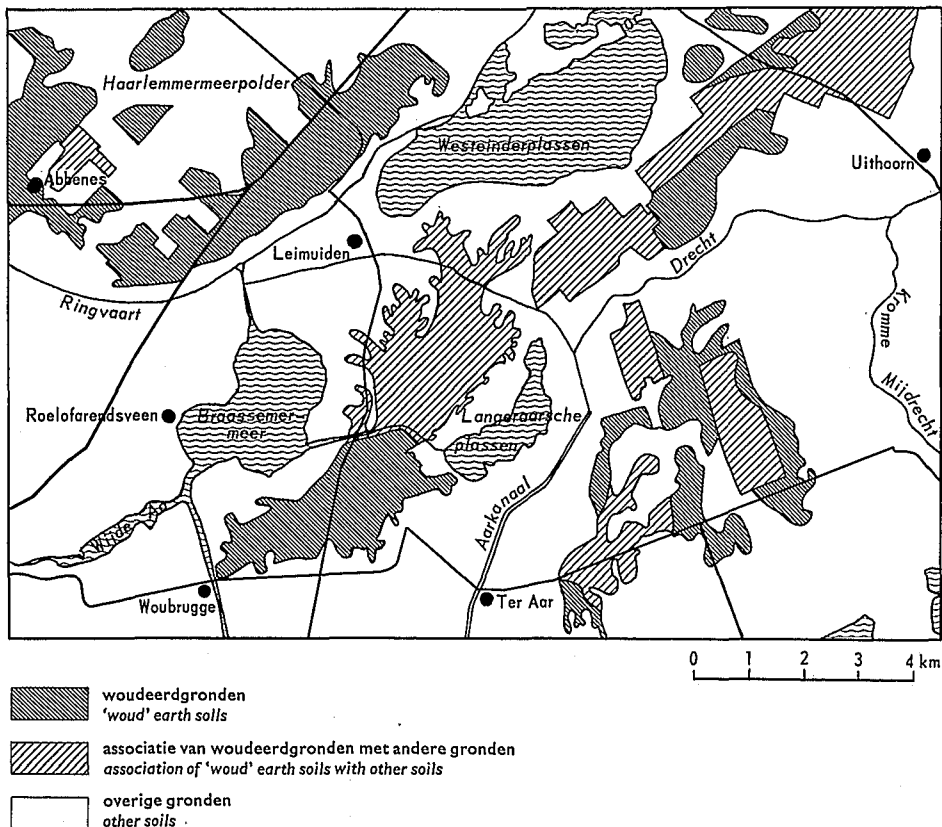 Haarlemmermeerpolder
Westeinderplassen
Uithoorn
Abbenes
Leimuiden
Drecht
Ringvaart
Kromme
Mijdrecht
Roelofarendsveen
Braassemer-
meer
Langeraarsche
plassen
Aarkanaal
Wijde
Aa
Woubrugge
Ter Aar
0 1 2 3 4 km
woudeerdgronden
'woud' earth soils
associatie van woudeerdgronden met andere gronden
association of 'woud' earth soils with other soils
overige gronden
other soils